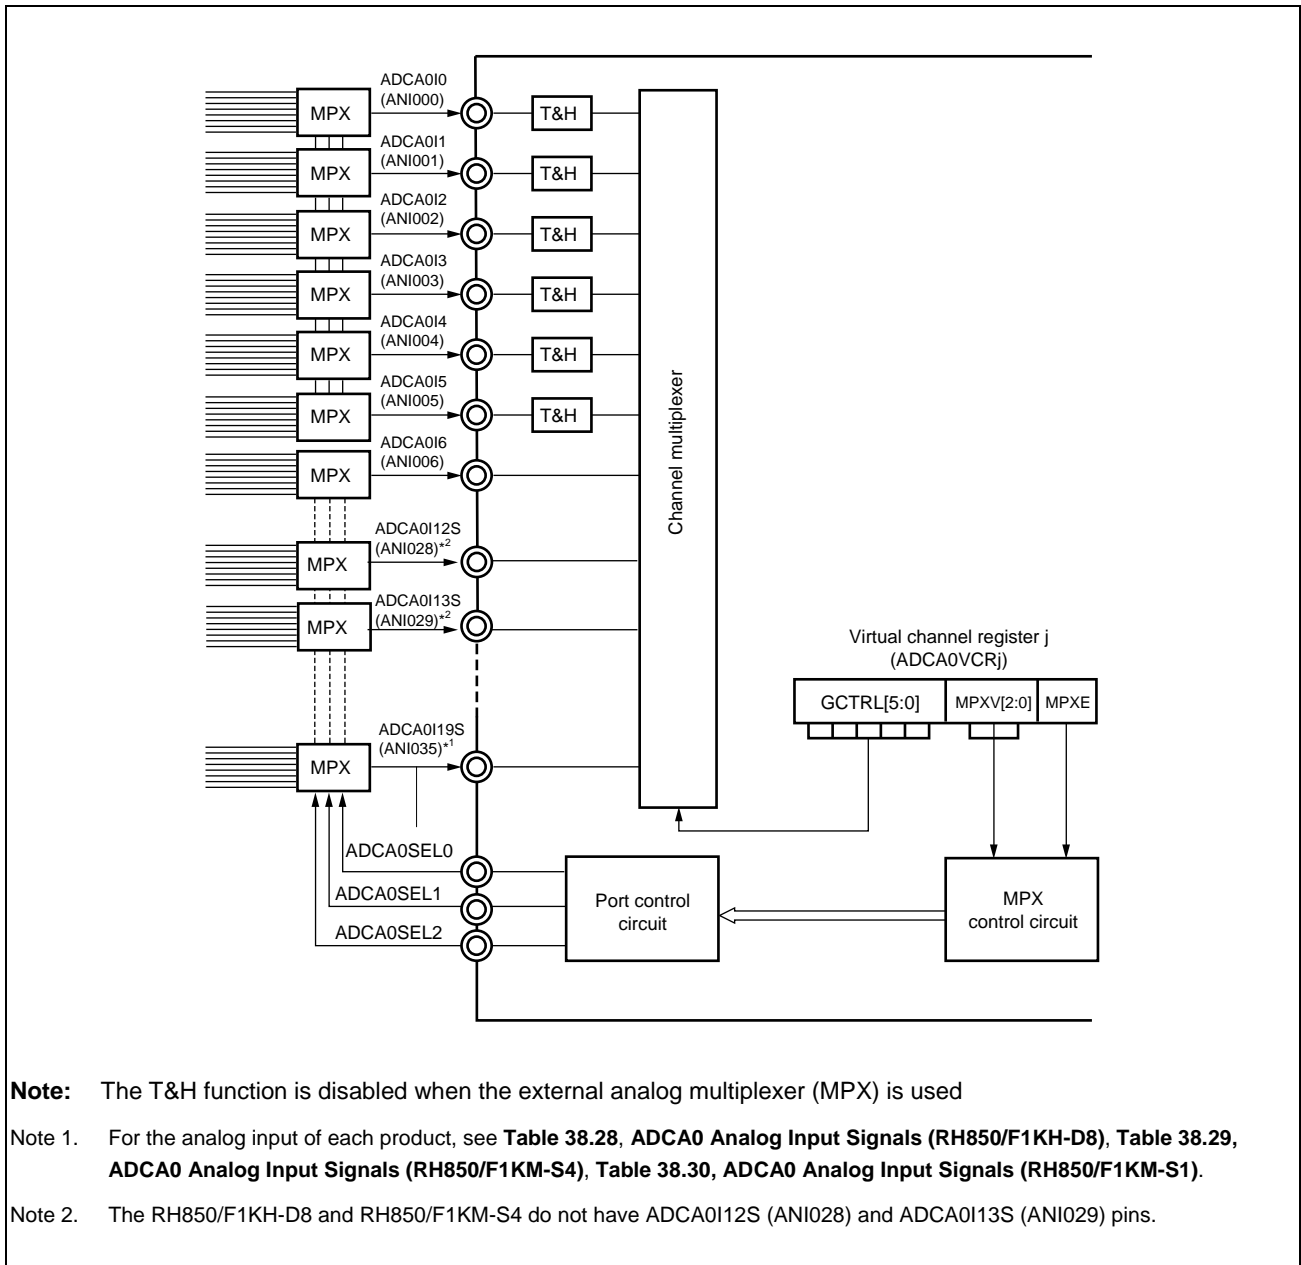 ADCA0I0
(ANI000)
MPX
T&H
ADCA0I1
(ANI001)
MPX
T&H
ADCA0I2
(ANI002)
MPX
T&H
ADCA0I3
(ANI003)
MPX
T&H
ADCA0I4
(ANI004)
MPX
T&H
ADCA0I5
(ANI005)
MPX
T&H
ADCA0I6
(ANI006)
MPX
Channel multiplexer
ADCA0I12S
(ANI028)*2
MPX
ADCA0I13S
(ANI029)*2
MPX
Virtual channel register j
(ADCA0VCRj)
GCTRL[5:0]
MPXV[2:0]
MPXE
ADCA0I19S
(ANI035)*1
MPX
ADCA0SEL0
ADCA0SEL1
ADCA0SEL2
Port control
circuit
MPX
control circuit
Note: The T&H function is disabled when the external analog multiplexer (MPX) is used
Note 1. For the analog input of each product, see Table 38.28, ADCA0 Analog Input Signals (RH850/F1KH-D8), Table 38.29,
ADCA0 Analog Input Signals (RH850/F1KM-S4), Table 38.30, ADCA0 Analog Input Signals (RH850/F1KM-S1).
Note 2. The RH850/F1KH-D8 and RH850/F1KM-S4 do not have ADCA0I12S (ANI028) and ADCA0I13S (ANI029) pins.